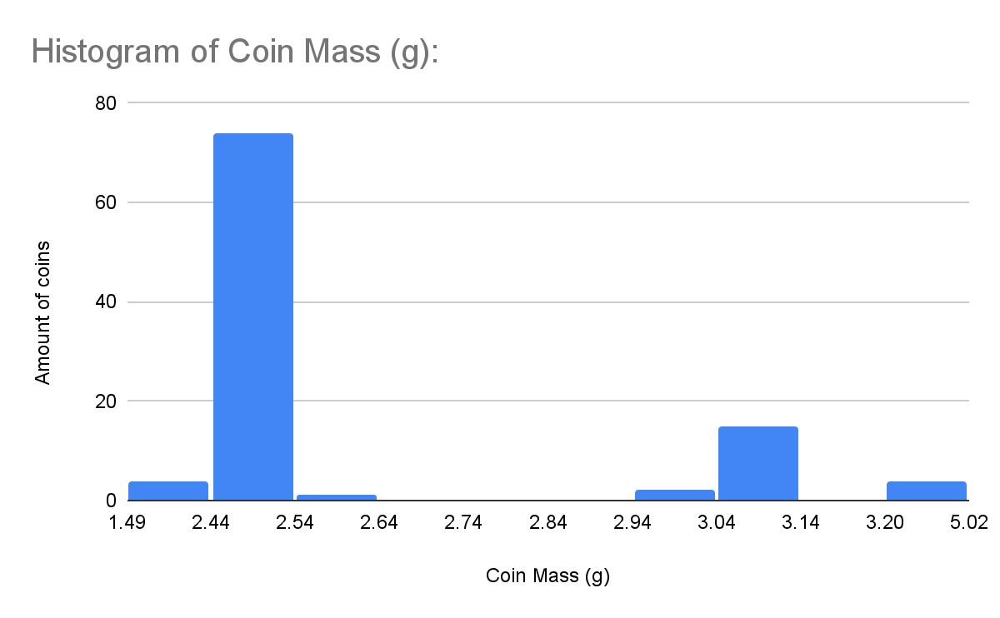 Histogram of Coin Mass (g):
80
60
40
20
0
Amount of coins
1.49 2.44 2.54 2.64 2.74 2.84 2.94 3.04 3.14 3.20 5.02
Coin Mass (g)